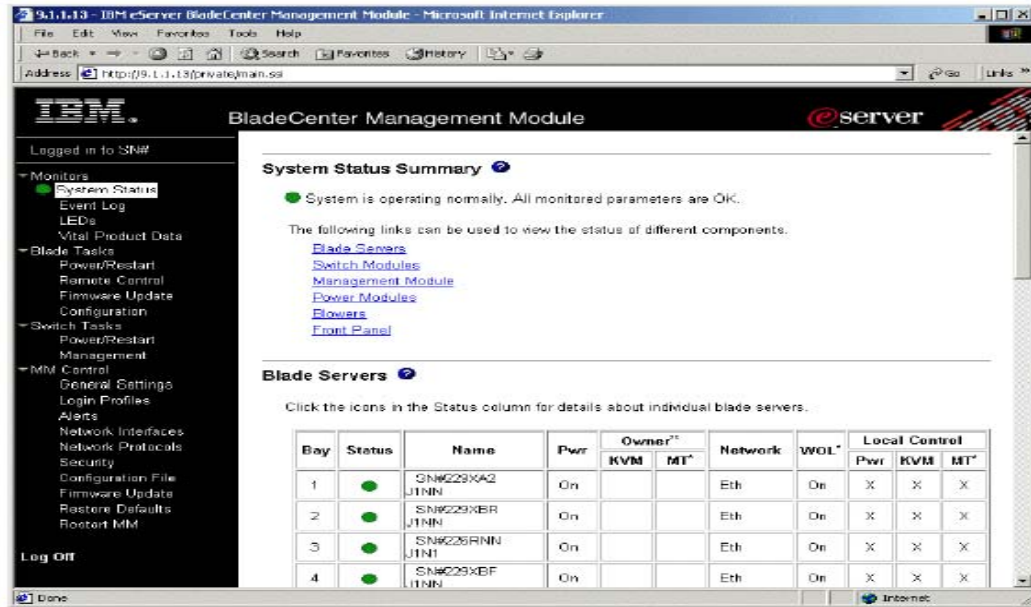 9.1.1.13 - IBM eServer BladeCenter Management Module - Microsoft Internet Explorer
File Edit View Favorites Tools Help
Back Search Favorites History
Address http://9.1.1.13/private/main.ssi Go Links »
IBM.
BladeCenter Management Module
eserver
Logged in to SN#
Monitors
System Status
Event Log
LEDs
Vital Product Data
Blade Tasks
Power/Restart
Remote Control
Firmware Update
Configuration
Switch Tasks
Power/Restart
Management
MM Control
General Settings
Login Profiles
Alerts
Network Interfaces
Network Protocols
Security
Configuration File
Firmware Update
Restore Defaults
Restart MM
Log Off
System Status Summary ?
System is operating normally. All monitored parameters are OK.
The following links can be used to view the status of different components.
Blade Servers
Switch Modules
Management Module
Power Modules
Blowers
Front Panel
Blade Servers ?
Click the icons in the Status column for details about individual blade servers.
Bay Status Name Pwr Owner** Network WOL* Local Control
KVM MT* Pwr KVM MT*
1 SN#229XA2 J1NN On Eth On X X X
2 SN#229XBR J1NN On Eth On X X X
3 SN#226RNN J1N1 On Eth On X X X
4 SN#229XBF J1NN On Eth On X X X
Done Internet